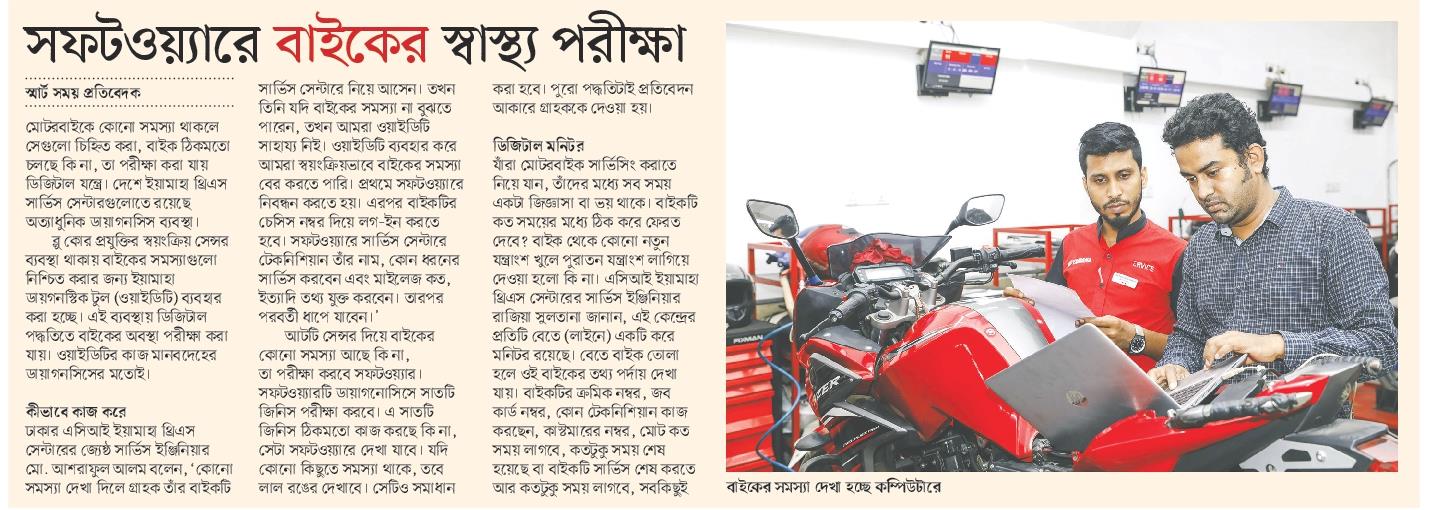 সফটওয়্যারে বাইকের স্বাস্থ্য পরীক্ষা
স্মার্ট সময় প্রতিবেদক
মোটরবাইকে কোনো সমস্যা থাকলে
সেগুলো চিহ্নিত করা, বাইক ঠিকমতো
চলছে কি না, তা পরীক্ষা করা যায়
ডিজিটাল যন্ত্রে। দেশে ইয়ামাহা থ্রিএস
সার্ভিস সেন্টারগুলোতে রয়েছে
অত্যাধুনিক ডায়াগনসিস ব্যবস্থা।
ব্লু কোর প্রযুক্তির স্বয়ংক্রিয় সেন্সর
ব্যবস্থা থাকায় বাইকের সমস্যাগুলো
নিশ্চিত করার জন্য ইয়ামাহা
ডায়াগনস্টিক টুল (ওয়াইডিটি) ব্যবহার
করা হচ্ছে। এই ব্যবস্থায় ডিজিটাল
পদ্ধতিতে বাইকের অবস্থা পরীক্ষা করা
যায়। ওয়াইডিটির কাজ মানবদেহের
ডায়াগনসিসের মতোই।
কীভাবে কাজ করে
ঢাকার এসিআই ইয়ামাহা থ্রিএস
সেন্টারের জ্যেষ্ঠ সার্ভিস ইঞ্জিনিয়ার
মো. আশরাফুল আলম বলেন, ‘কোনো
সমস্যা দেখা দিলে গ্রাহক তাঁর বাইকটি
সার্ভিস সেন্টারে নিয়ে আসেন। তখন
তিনি যদি বাইকের সমস্যা না বুঝতে
পারেন, তখন আমরা ওয়াইডিটি
সাহায্য নিই। ওয়াইডিটি ব্যবহার করে
আমরা স্বয়ংক্রিয়ভাবে বাইকের সমস্যা
বের করতে পারি। প্রথমে সফটওয়্যারে
নিবন্ধন করতে হয়। এরপর বাইকটির
চেসিস নম্বর দিয়ে লগ-ইন করতে
হবে। সফটওয়্যারে সার্ভিস সেন্টারে
টেকনিশিয়ান তাঁর নাম, কোন ধরনের
সার্ভিস করবেন এবং মাইলেজ কত,
ইত্যাদি তথ্য যুক্ত করবেন। তারপর
পরবর্তী ধাপে যাবেন।’
আটটি সেন্সর দিয়ে বাইকের
কোনো সমস্যা আছে কি না,
তা পরীক্ষা করবে সফটওয়্যার।
সফটওয়্যারটি ডায়াগনোসিসে সাতটি
জিনিস পরীক্ষা করবে। এ সাতটি
জিনিস ঠিকমতো কাজ করছে কি না,
সেটা সফটওয়্যারে দেখা যাবে। যদি
কোনো কিছুতে সমস্যা থাকে, তবে
লাল রঙের দেখাবে। সেটিও সমাধান
করা হবে। পুরো পদ্ধতিটাই প্রতিবেদন
আকারে গ্রাহককে দেওয়া হয়।
ডিজিটাল মনিটর
যাঁরা মোটরবাইক সার্ভিসিং করাতে
নিয়ে যান, তাঁদের মধ্যে সব সময়
একটা জিজ্ঞাসা বা ভয় থাকে। বাইকটি
কত সময়ের মধ্যে ঠিক করে ফেরত
দেবে? বাইক থেকে কোনো নতুন
যন্ত্রাংশ খুলে পুরাতন যন্ত্রাংশ লাগিয়ে
দেওয়া হলো কি না। এসিআই ইয়ামাহা
থ্রিএস সেন্টারের সার্ভিস ইঞ্জিনিয়ার
রাজিয়া সুলতানা জানান, এই কেন্দ্রের
প্রতিটি বেতে (লাইনে) একটি করে
মনিটর রয়েছে। বেতে বাইক তোলা
হলে ওই বাইকের তথ্য পর্দায় দেখা
যায়। বাইকটির ক্রমিক নম্বর, জব
কার্ড নম্বর, কোন টেকনিশিয়ান কাজ
করছেন, কাস্টমারের নম্বর, মোট কত
সময় লাগবে, কতটুকু সময় শেষ
হয়েছে বা বাইকটি সার্ভিস শেষ করতে
আর কতটুকু সময় লাগবে, সবকিছুই
FIXMAN
বাইকের সমস্যা দেখা হচ্ছে কম্পিউটারে